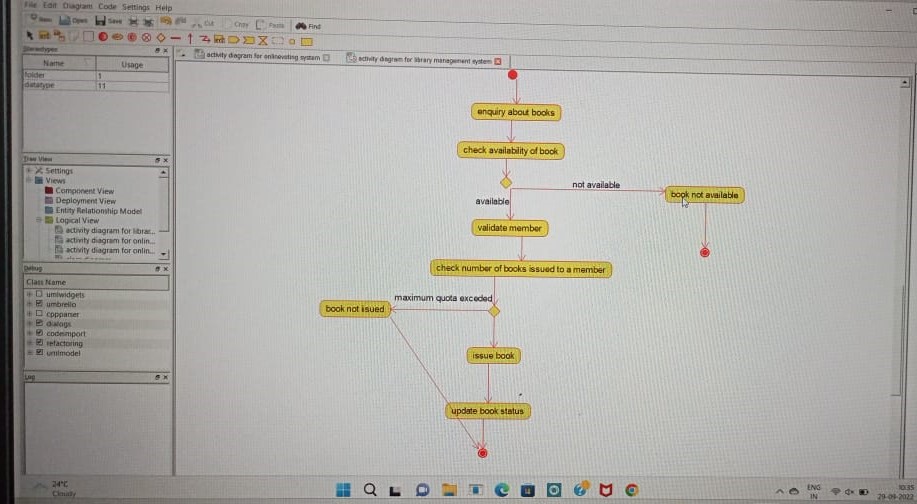 File Edit Diagram Code Settings Help
New Open Save Cut Copy Paste Find
Stereotypes
Name Usage
folder 1
datatype 11
Tree View
Settings
Views
Component View
Deployment View
Entity Relationship Model
Logical View
activity diagram for librar...
activity diagram for onlin...
activity diagram for onlin...
Debug
Class Name
umlwidgets
umbrello
cppparser
dialogs
codeimport
refactoring
umlmodel
Log
activity diagram for onlinevoting system
activity diagram for library management system
enquiry about books
check availability of book
not available
book not available
available
validate member
check number of books issued to a member
maximum quota exceded
book not iisued
issue book
update book status
24°C
Cloudy
ENG
IN
10:35
29-09-2022